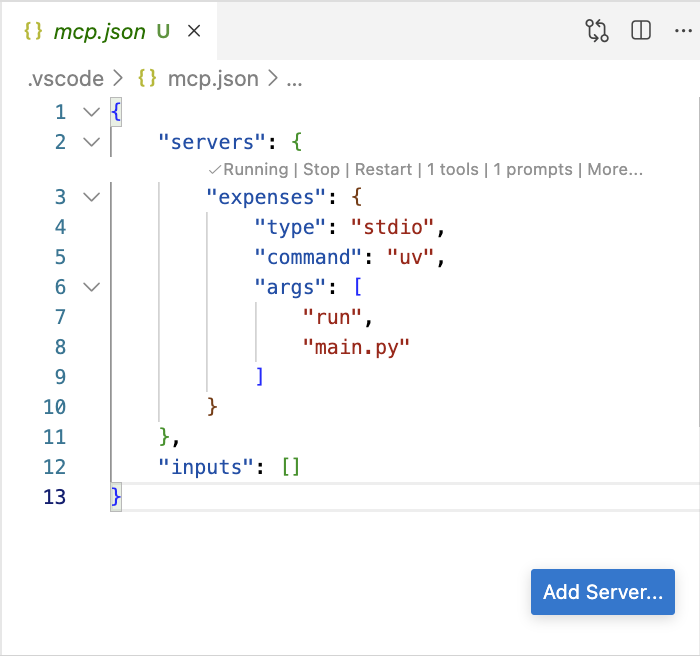 {} mcp.json U ×
.vscode > {} mcp.json > ...
1 {
2 "servers": {
✓Running | Stop | Restart | 1 tools | 1 prompts | More...
3 "expenses": {
4 "type": "stdio",
5 "command": "uv",
6 "args": [
7 "run",
8 "main.py"
9 ]
10 }
11 },
12 "inputs": []
13 }
Add Server...